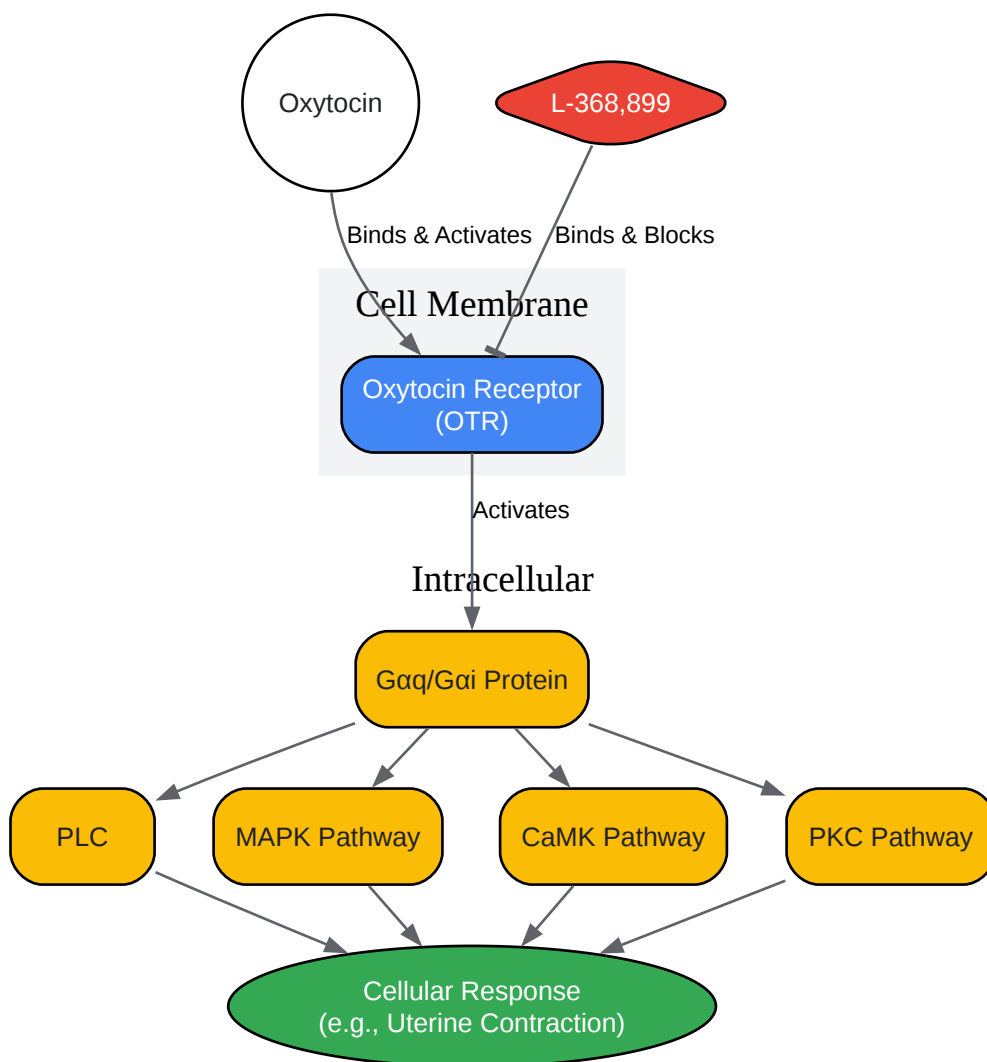 Oxytocin
L-368,899
Binds & Activates
Binds & Blocks
Cell Membrane
Oxytocin Receptor
(OTR)
Activates
Intracellular
Gαq/Gαi Protein
PLC
MAPK Pathway
CaMK Pathway
PKC Pathway
Cellular Response
(e.g., Uterine Contraction)